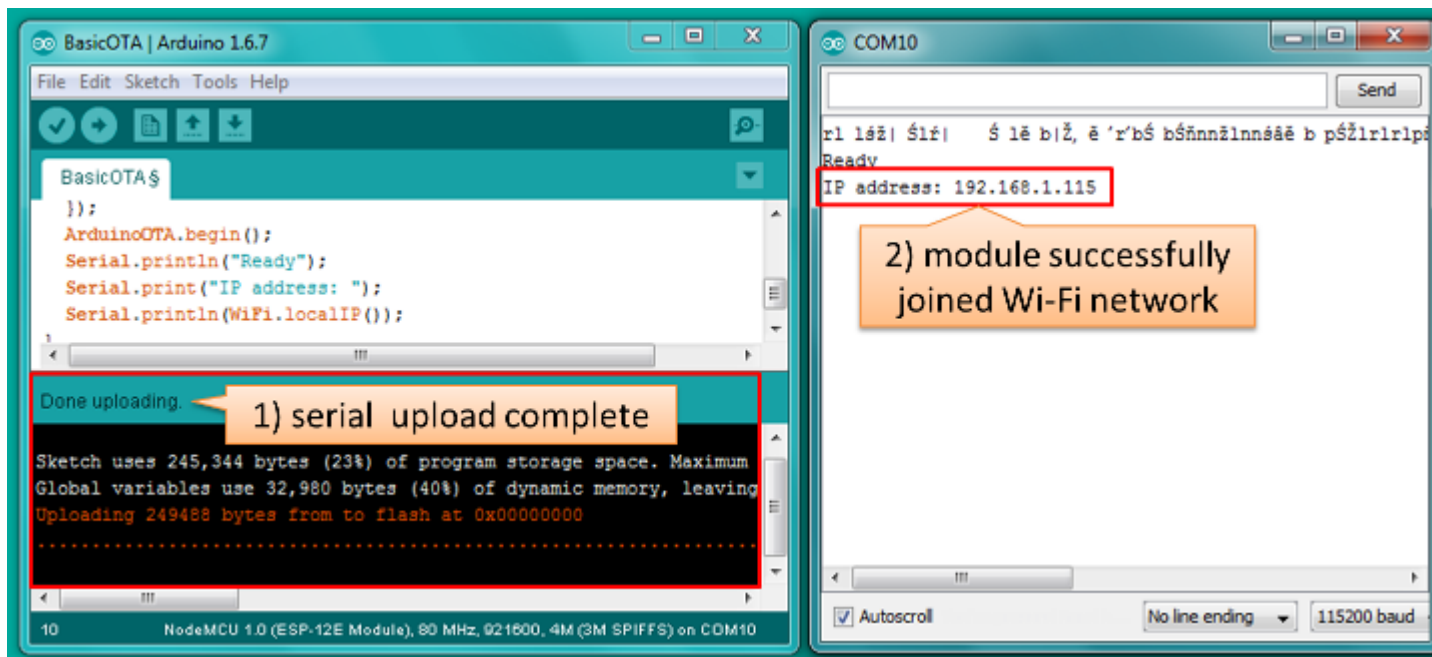 BasicOTA | Arduino 1.6.7
File Edit Sketch Tools Help
BasicOTA§
});
ArduinoOTA.begin();
Serial.println("Ready");
Serial.print("IP address: ");
Serial.println(WiFi.localIP());
}
Done uploading.
1) serial upload complete
Sketch uses 245,344 bytes (23%) of program storage space. Maximum
Global variables use 32,980 bytes (40%) of dynamic memory, leaving
Uploading 249488 bytes from to flash at 0x00000000
................................................................
10 NodeMCU 1.0 (ESP-12E Module), 80 MHz, 921600, 4M (3M SPIFFS) on COM10
COM10
Send
Ready
IP address: 192.168.1.115
2) module successfully
joined Wi-Fi network
Autoscroll
No line ending
115200 baud